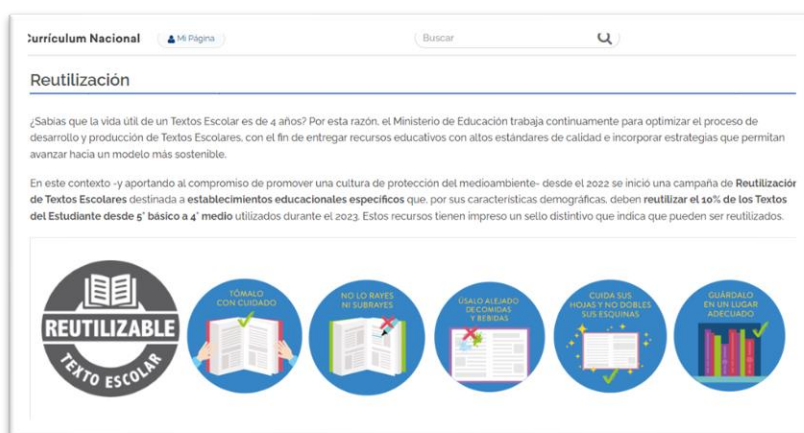 Currículum Nacional
Mi Página
Buscar
Reutilización
¿Sabías que la vida útil de un Textos Escolar es de 4 años? Por esta razón, el Ministerio de Educación trabaja continuamente para optimizar el proceso de
desarrollo y producción de Textos Escolares, con el fin de entregar recursos educativos con altos estándares de calidad e incorporar estrategias que permitan
avanzar hacia un modelo más sostenible.
En este contexto -y aportando al compromiso de promover una cultura de protección del medioambiente- desde el 2022 se inició una campaña de Reutilización
de Textos Escolares destinada a establecimientos educacionales específicos que, por sus características demográficas, deben reutilizar el 10% de los Textos
del Estudiante desde 5° básico a 4° medio utilizados durante el 2023. Estos recursos tienen impreso un sello distintivo que indica que pueden ser reutilizados.
REUTILIZABLE
TEXTO ESCOLAR
TÓMALO
CON CUIDADO
NO LO RAYES
NI SUBRAYES
ÚSALO ALEJADO
DECOMIDAS
Y BEBIDAS
CUIDA SUS
HOJAS Y NO DOBLES
SUS ESQUINAS
GUÁRDALO
EN UN LUGAR
ADECUADO